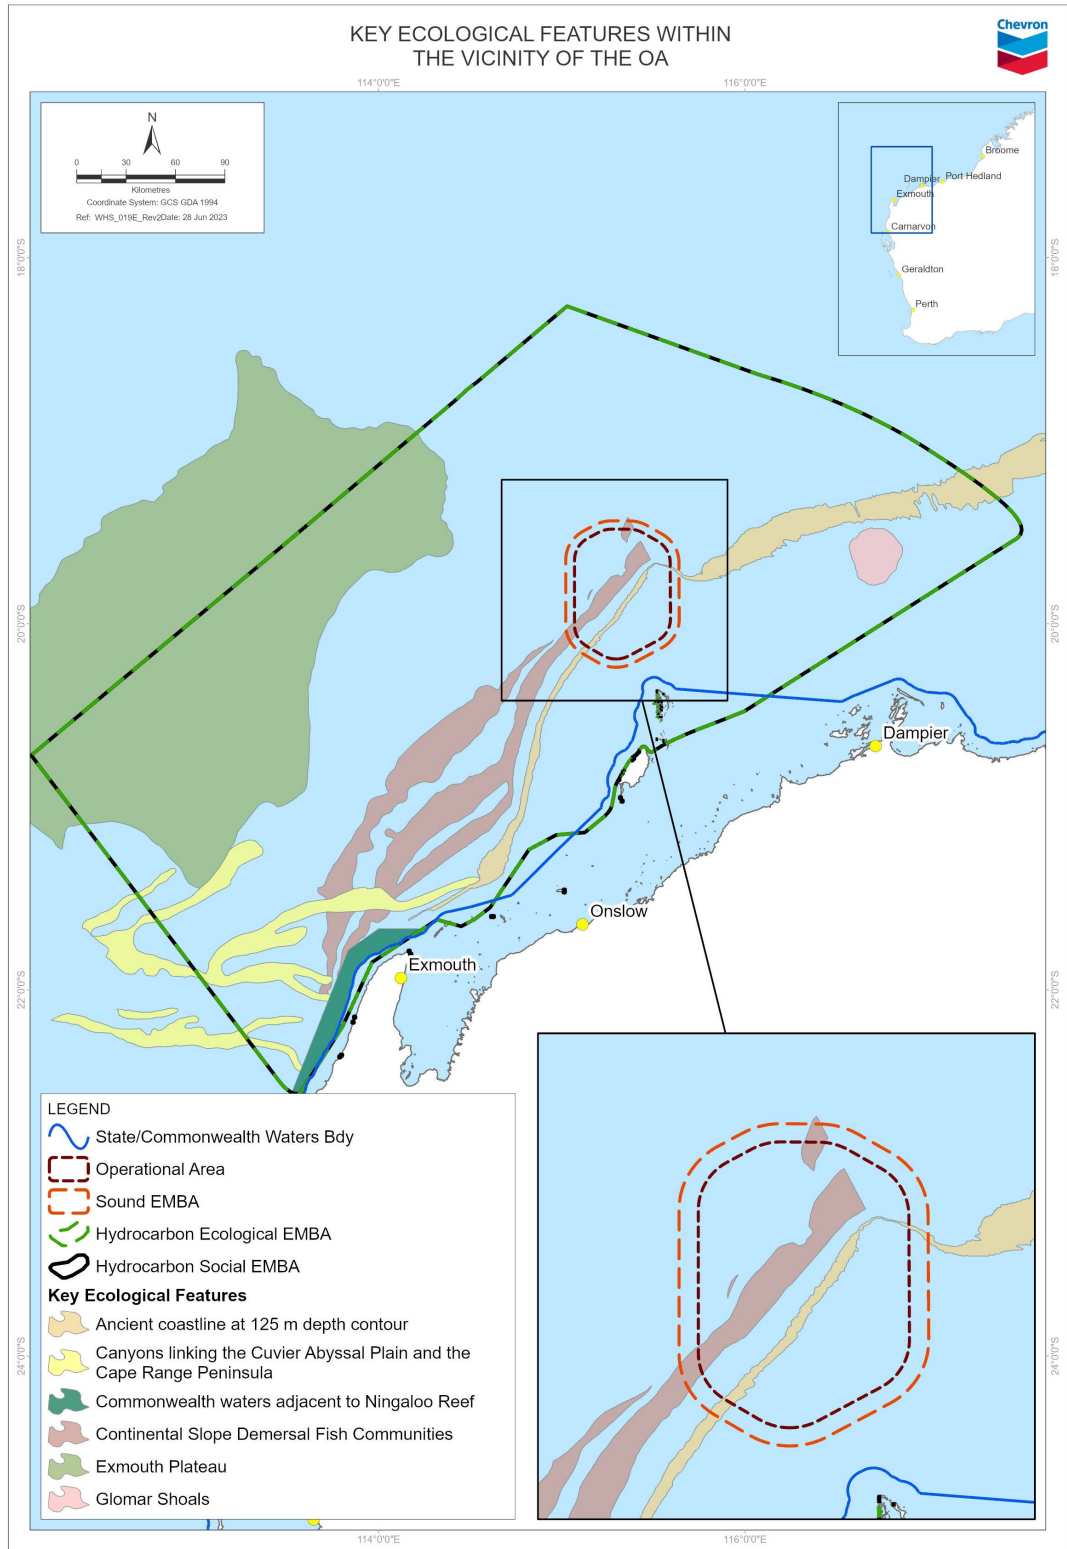 KEY ECOLOGICAL FEATURES WITHIN
THE VICINITY OF THE OA
Chevron
114°0'0"E
116°0'0"E
N
0 30 60 90
Kilometres
Coordinate System: GCS GDA 1994
Ref: WHS_019E_Rev2Date: 28 Jun 2023
Broome
Dampier
Port Hedland
Exmouth
Carnarvon
Geraldton
Perth
18°0'0"S
18°0'0"S
20°0'0"S
20°0'0"S
Dampier
Onslow
Exmouth
22°0'0"S
22°0'0"S
LEGEND
State/Commonwealth Waters Bdy
Operational Area
Sound EMBA
Hydrocarbon Ecological EMBA
Hydrocarbon Social EMBA
Key Ecological Features
Ancient coastline at 125 m depth contour
Canyons linking the Cuvier Abyssal Plain and the
Cape Range Peninsula
Commonwealth waters adjacent to Ningaloo Reef
Continental Slope Demersal Fish Communities
Exmouth Plateau
Glomar Shoals
24°0'0"S
24°0'0"S
114°0'0"E
116°0'0"E